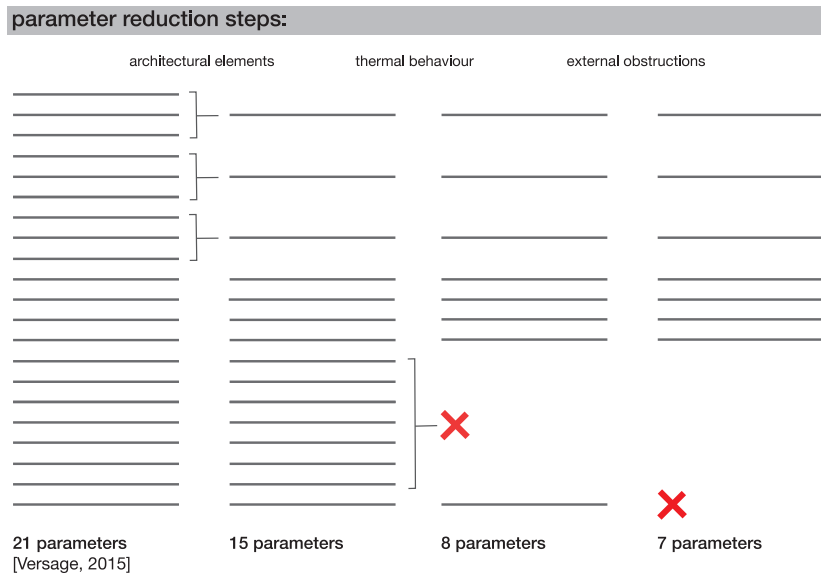 parameter reduction steps:
architectural elements thermal behaviour external obstructions
21 parameters 15 parameters 8 parameters 7 parameters
[Versage, 2015]